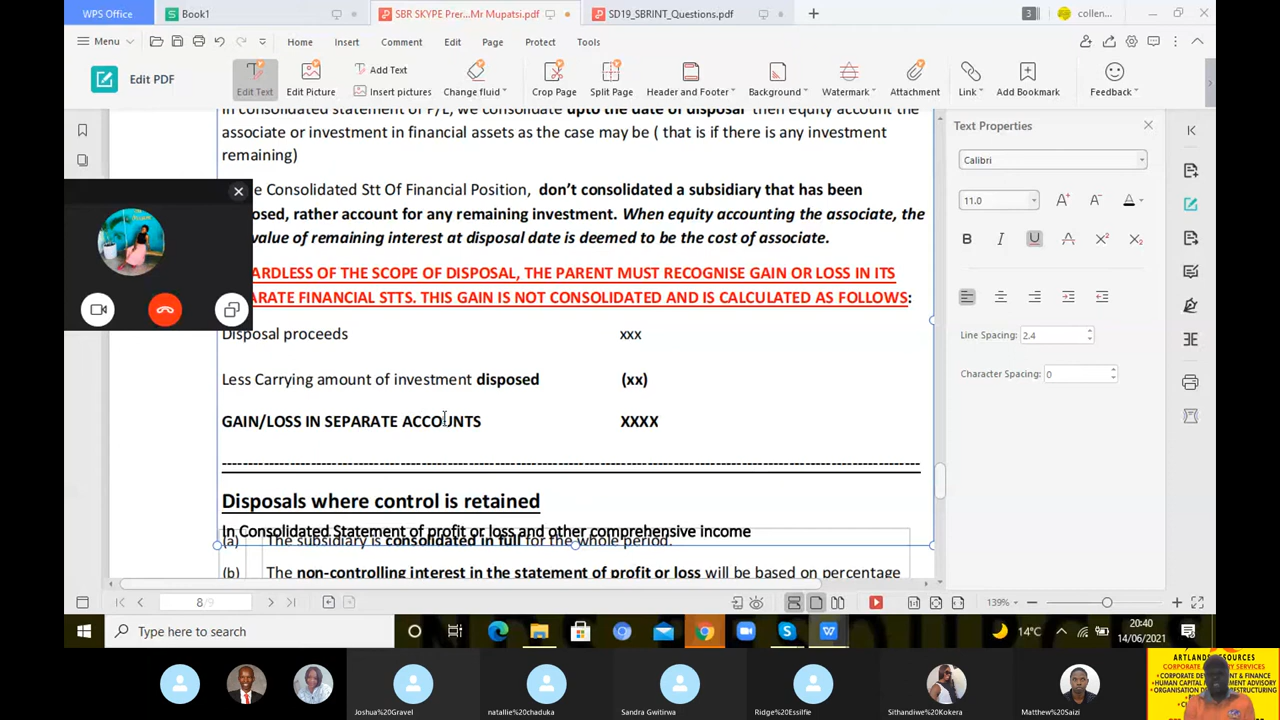 WPS Office
Book1
SBR SKYPE Prer...Mr Mupatsi.pdf
SD19_SBRINT_Questions.pdf
3
collen...
Menu
Home
Insert
Comment
Edit
Page
Protect
Tools
Edit PDF
Edit Text
Edit Picture
Add Text
Insert pictures
Change fluid
Crop Page
Split Page
Header and Footer
Background
Watermark
Attachment
Link
Add Bookmark
Feedback
In consolidated statement of P/L, we consolidate upto the date of disposal then equity account the
associate or investment in financial assets as the case may be ( that is if there is any investment
remaining)
e Consolidated Stt Of Financial Position, don't consolidated a subsidiary that has been
osed, rather account for any remaining investment. When equity accounting the associate, the
value of remaining interest at disposal date is deemed to be the cost of associate.
ARDLESS OF THE SCOPE OF DISPOSAL, THE PARENT MUST RECOGNISE GAIN OR LOSS IN ITS
ARATE FINANCIAL STTS. THIS GAIN IS NOT CONSOLIDATED AND IS CALCULATED AS FOLLOWS:
Disposal proceeds xxx
Less Carrying amount of investment disposed (xx)
GAIN/LOSS IN SEPARATE ACCOUNTS XXXX
Disposals where control is retained
In Consolidated Statement of profit or loss and other comprehensive income
(a) The subsidiary is consolidated in full for the whole period.
(b) The non-controlling interest in the statement of profit or loss will be based on percentage
Text Properties
Calibri
11.0
Line Spacing: 2.4
Character Spacing: 0
8/9
139%
Type here to search
14°C
20:40
14/06/2021
Joshua%20Gravel
natallie%20chaduka
Sandra Gwitirwa
Ridge%20Essilfie
Sithandiwe%20Kokera
Matthew%20Saizi
ARTLANDS RESOURCES